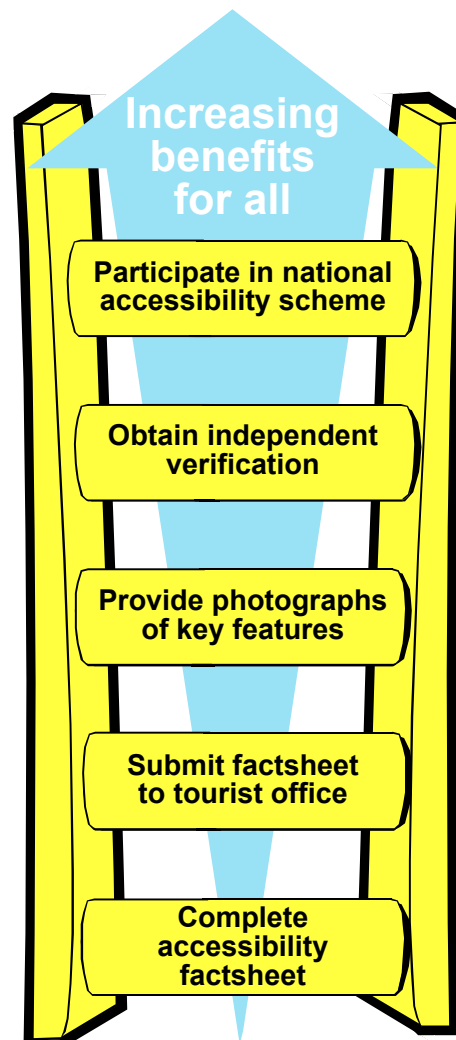 Increasing
benefits
for all
Participate in national
accessibility scheme
Obtain independent
verification
Provide photographs
of key features
Submit factsheet
to tourist office
Complete
accessibility
factsheet